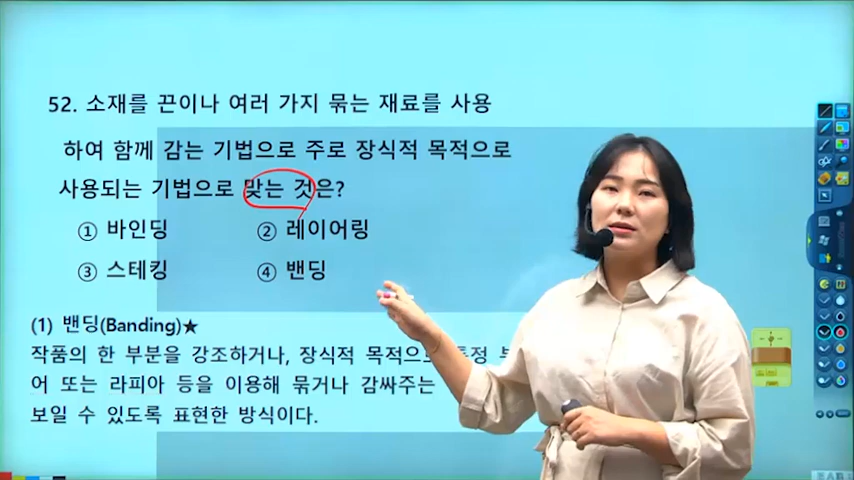 52. 소재를 끈이나 여러 가지 묶는 재료를 사용
하여 함께 감는 기법으로 주로 장식적 목적으로
사용되는 기법으로 맞는 것은?
① 바인딩 ② 레이어링
③ 스테킹 ④ 밴딩
(1) 밴딩(Banding)★
작품의 한 부분을 강조하거나, 장식적 목적으로 특정 부
어 또는 라피아 등을 이용해 묶거나 감싸주는
보일 수 있도록 표현한 방식이다.